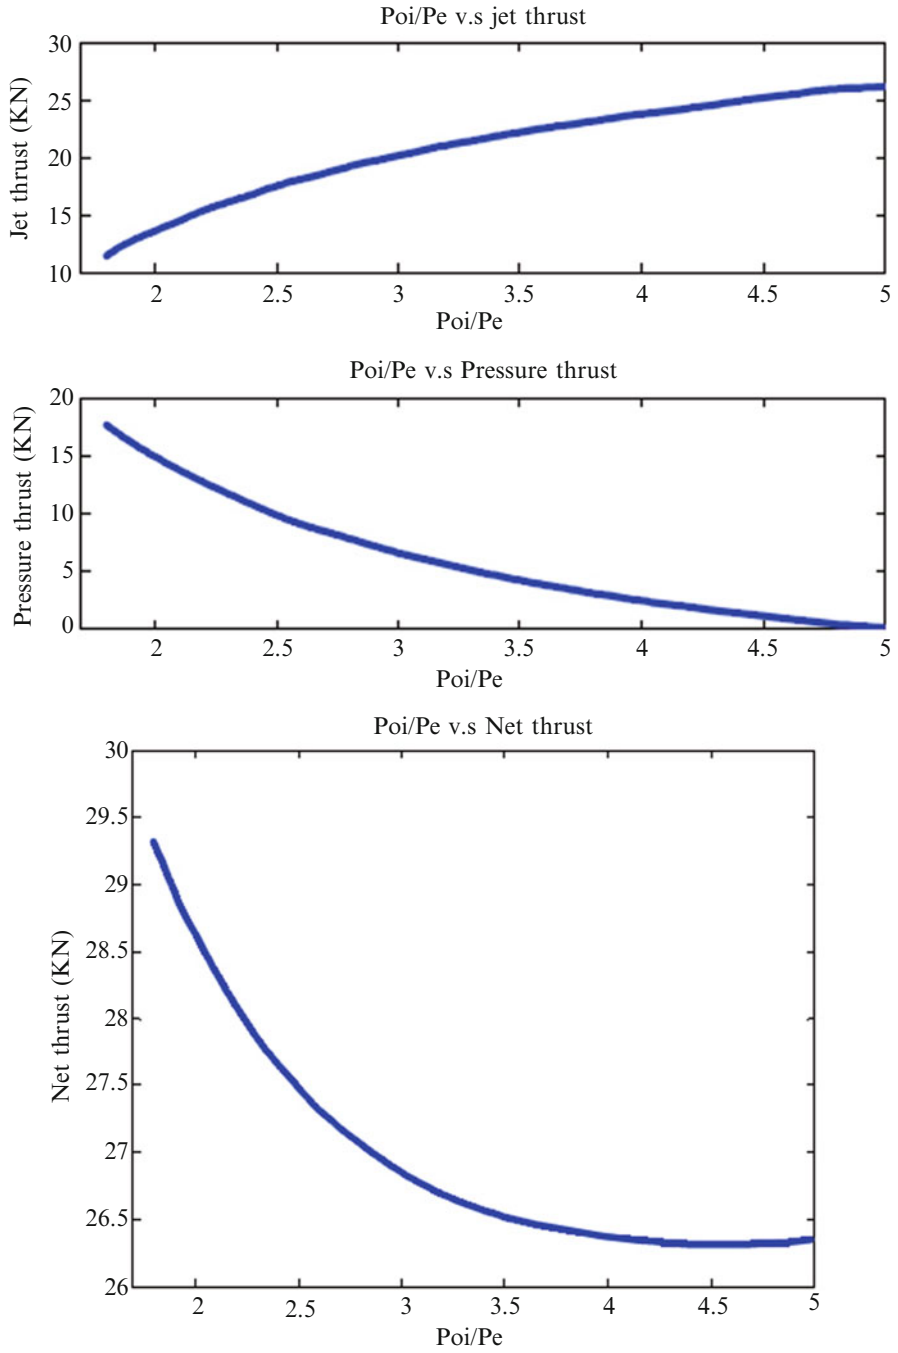 Poi/Pe v.s jet thrust
30
25
20
15
10
Jet thrust (KN)
2 2.5 3 3.5 4 4.5 5
Poi/Pe
Poi/Pe v.s Pressure thrust
20
15
10
5
0
Pressure thrust (KN)
2 2.5 3 3.5 4 4.5 5
Poi/Pe
Poi/Pe v.s Net thrust
30
29.5
29
28.5
28
27.5
27
26.5
26
Net thrust (KN)
2 2.5 3 3.5 4 4.5 5
Poi/Pe